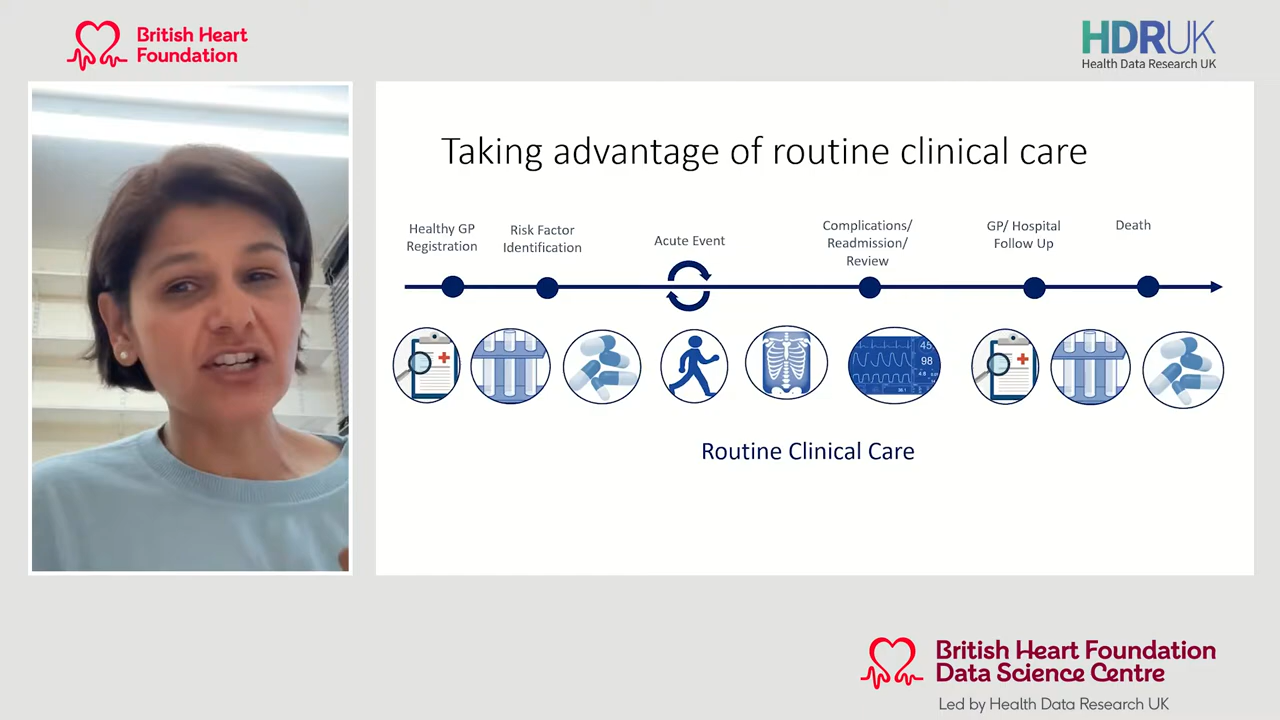 British Heart
Foundation
HDRUK
Health Data Research UK
Taking advantage of routine clinical care
Healthy GP
Registration
Risk Factor
Identification
Acute Event
Complications/
Readmission/
Review
GP/ Hospital
Follow Up
Death
45
98
Routine Clinical Care
British Heart Foundation
Data Science Centre
Led by Health Data Research UK